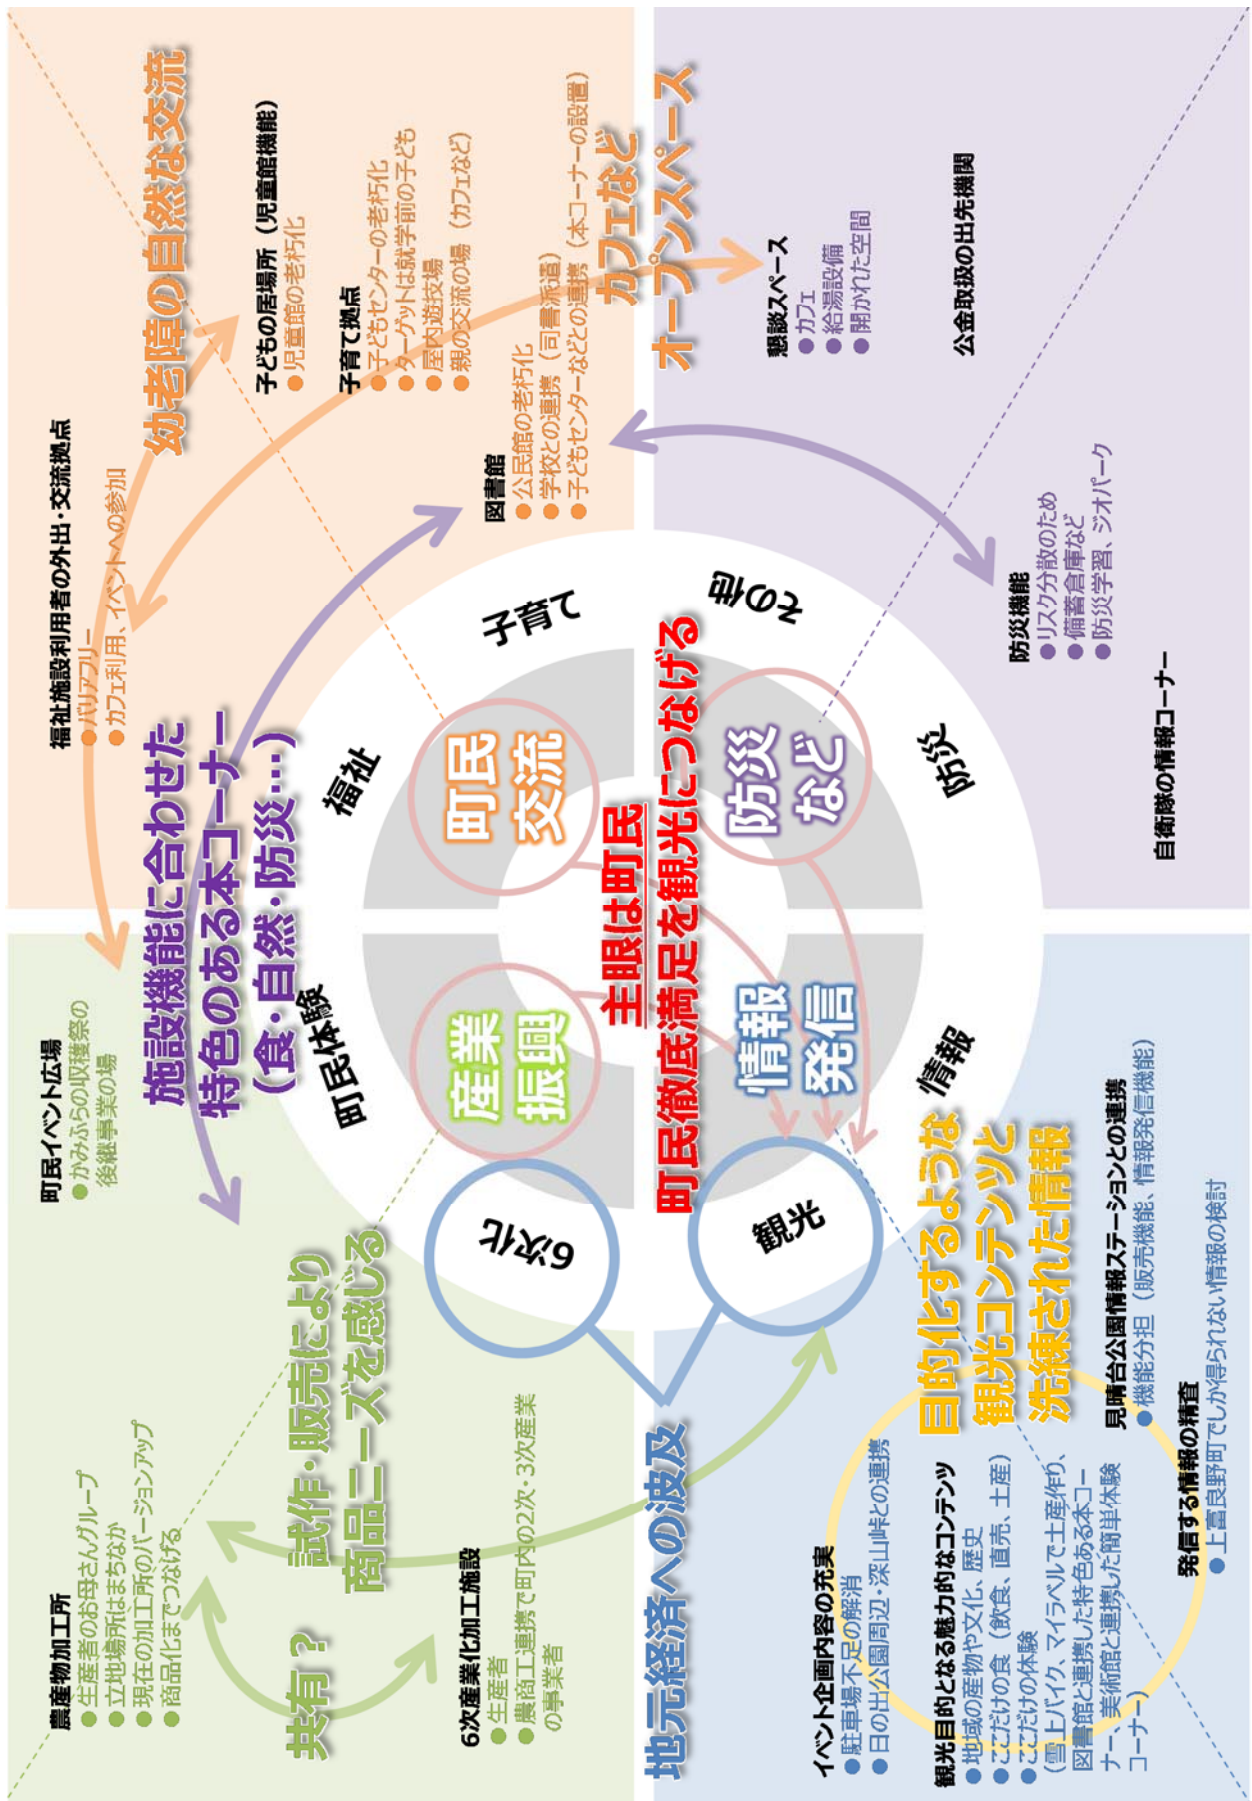 農産物加工所
●生産者のお母さんグループ
●立地場所はまちなか
●現在の加工所のバージョンアップ
●商品化までつなげる
共有？
試作・販売により
商品ニーズを感じる
6次産業化加工施設
●生産者
●農商工連携で町内の2次・3次産業
の事業者
町民イベント広場
●かみふらの収穫祭の
後継事業の場
施設機能に合わせた
特色のある本コーナー
（食・自然・防災…）
福祉施設利用者の外出・交流拠点
●バリアフリー
●カフェ利用、イベントへの参加
幼老障の自然な交流
子どもの居場所（児童館機能）
●児童館の老朽化
子育て拠点
●子どもセンターの老朽化
●ターゲットは就学前の子ども
●屋内遊技場
●親の交流の場（カフェなど）
図書館
●公民館の老朽化
●学校との連携（司書派遣）
●子どもセンターなどとの連携（本コーナーの設置）
カフェなど
オープンスペース
町民体験
福祉
6次化
子育て
産業
振興
町民
交流
主眼は町民
町民徹底満足を観光につなげる
情報
発信
防災
など
観光
その他
情報
防災
地元経済への波及
イベント企画内容の充実
●駐車場不足の解消
●日の出公園周辺・深山峠との連携
観光目的となる魅力的なコンテンツ
●地域の産物や文化、歴史
●ここだけの食（飲食、直売、土産）
●ここだけの体験
（雪上バイク、マイラベルで土産作り、
図書館と連携した特色ある本コー
ナー、美術館と連携した簡単体験
コーナー）
目的化するような
観光コンテンツと
洗練された情報
見晴台公園情報ステーションとの連携
●機能分担（販売機能、情報発信機能）
発信する情報の精査
●上富良野町でしか得られない情報の検討
懇談スペース
●カフェ
●給湯設備
●開かれた空間
公金取扱の出先機関
防災機能
●リスク分散のため
●備蓄倉庫など
●防災学習、ジオパーク
自衛隊の情報コーナー